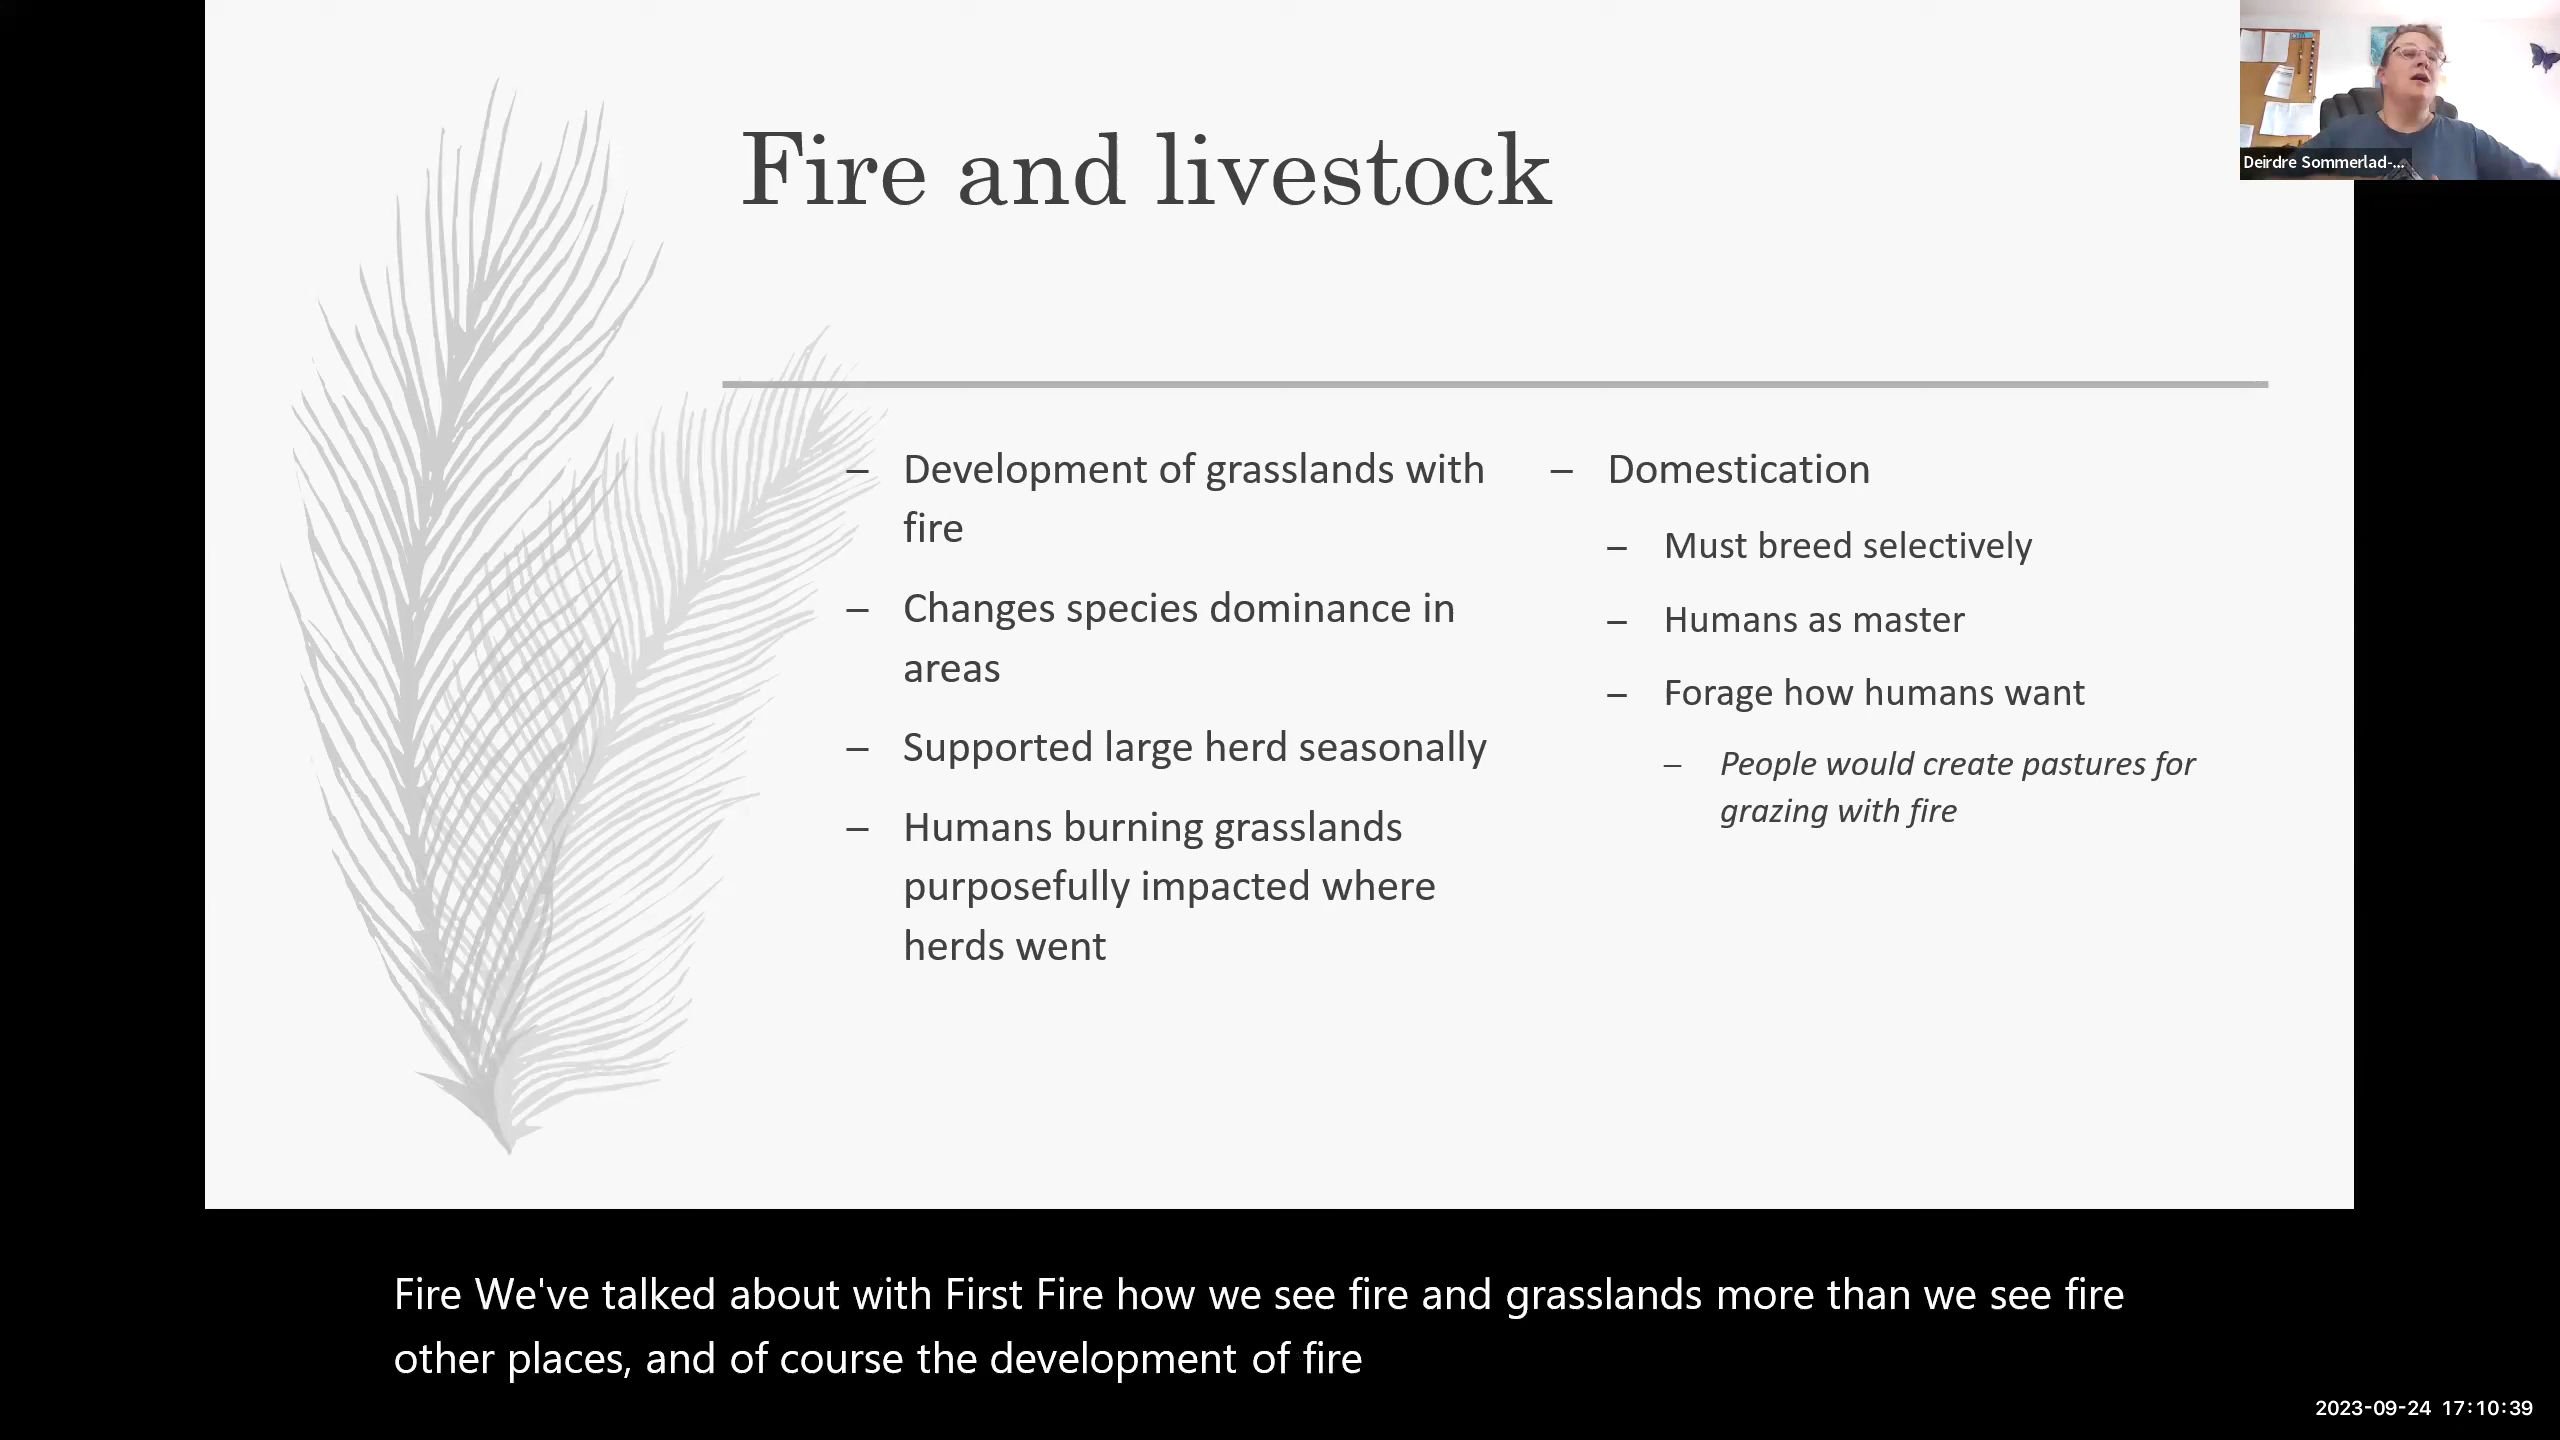 Deirdre Sommerlad-...
Fire and livestock
– Development of grasslands with
fire
– Changes species dominance in
areas
– Supported large herd seasonally
– Humans burning grasslands
purposefully impacted where
herds went
– Domestication
– Must breed selectively
– Humans as master
– Forage how humans want
– People would create pastures for
grazing with fire
Fire We've talked about with First Fire how we see fire and grasslands more than we see fire
other places, and of course the development of fire
2023-09-24 17:10:39